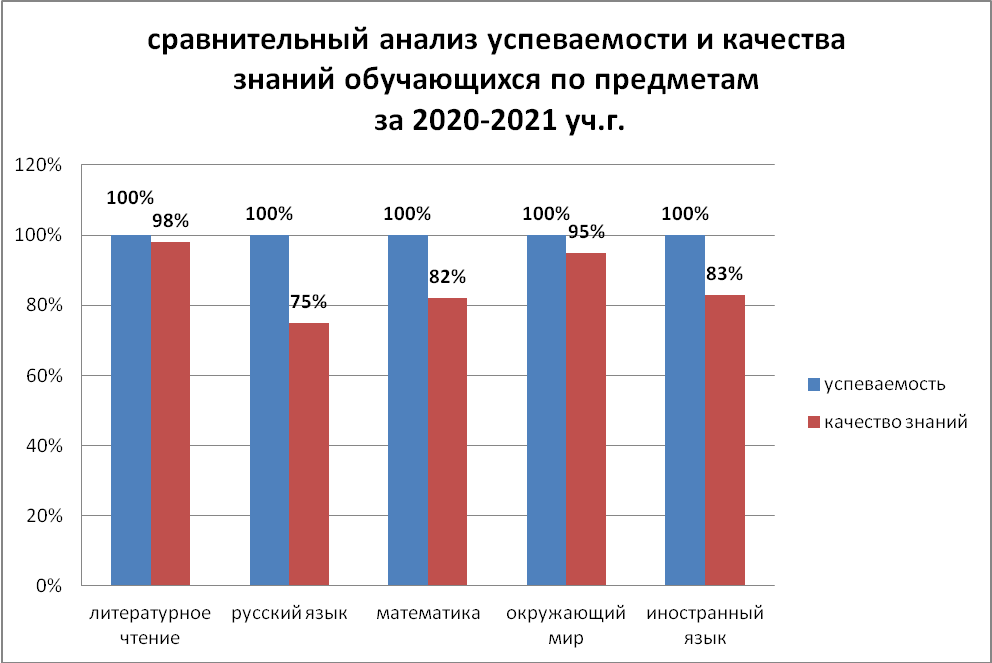 сравнительный анализ успеваемости и качества
знаний обучающихся по предметам
за 2020-2021 уч.г.
120%
100%
80%
60%
40%
20%
0%
100%
98%
100%
75%
100%
82%
100%
95%
100%
83%
литературное
чтение
русский язык
математика
окружающий
мир
иностранный
язык
успеваемость
качество знаний